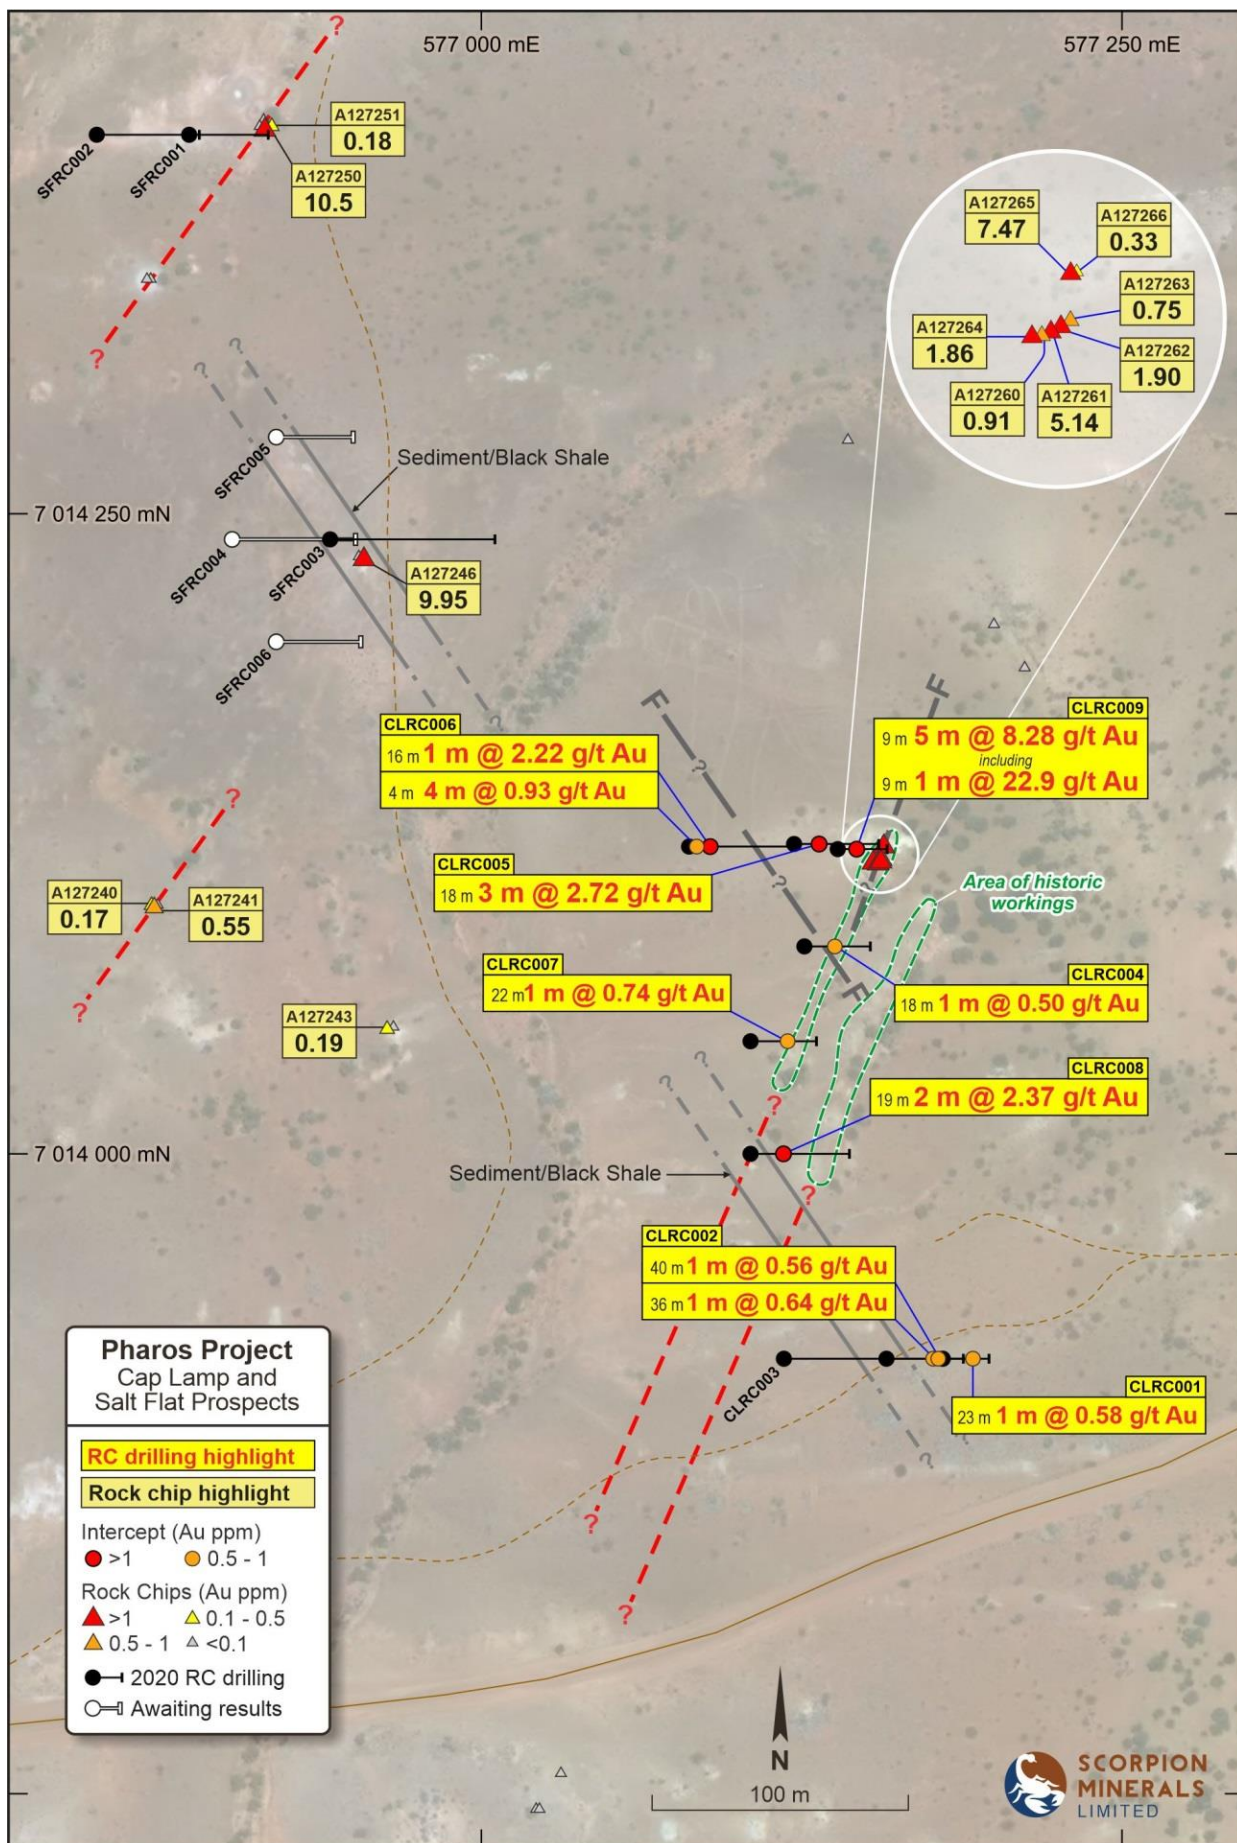 ?
577 000 mE
577 250 mE
A127251
0.18
SFRC002
SFRC001
A127250
10.5
A127265
7.47
A127266
0.33
A127263
0.75
A127264
1.86
A127262
1.90
A127260
0.91
A127261
5.14
?
?
?
SFRC005
Sediment/Black Shale
7 014 250 mN
SFRC004
SFRC003
A127246
9.95
SFRC006
?
F
F
CLRC006
16 m 1 m @ 2.22 g/t Au
4 m 4 m @ 0.93 g/t Au
CLRC009
9 m 5 m @ 8.28 g/t Au
including
9 m 1 m @ 22.9 g/t Au
?
?
?
CLRC005
18 m 3 m @ 2.72 g/t Au
?
Area of historic
workings
A127240
0.17
A127241
0.55
?
CLRC007
22 m 1 m @ 0.74 g/t Au
F
CLRC004
18 m 1 m @ 0.50 g/t Au
A127243
0.19
?
?
?
CLRC008
19 m 2 m @ 2.37 g/t Au
7 014 000 mN
Sediment/Black Shale
?
CLRC002
40 m 1 m @ 0.56 g/t Au
36 m 1 m @ 0.64 g/t Au
CLRC003
CLRC001
23 m 1 m @ 0.58 g/t Au
?
?
?
?
Pharos Project
Cap Lamp and
Salt Flat Prospects
RC drilling highlight
Rock chip highlight
Intercept (Au ppm)
>1
0.5 - 1
Rock Chips (Au ppm)
>1
0.1 - 0.5
0.5 - 1
<0.1
2020 RC drilling
Awaiting results
N
100 m
SCORPION
MINERALS
LIMITED